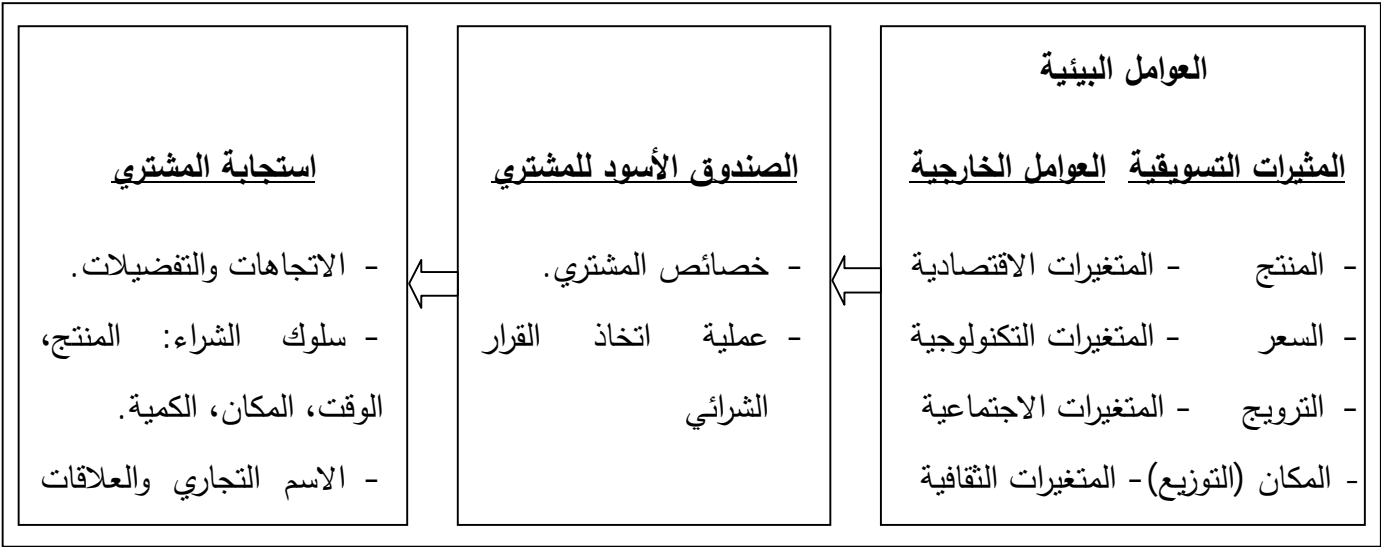 العوامل البيئية
المثيرات التسويقية العوامل الخارجية
- المنتج - المتغيرات الاقتصادية
- السعر - المتغيرات التكنولوجية
- الترويج - المتغيرات الاجتماعية
- المكان (التوزيع)- المتغيرات الثقافية
الصندوق الأسود للمشتري
- خصائص المشتري.
- عملية اتخاذ القرار
الشرائي
استجابة المشتري
- الاتجاهات والتفضيلات.
- سلوك الشراء: المنتج،
الوقت، المكان، الكمية.
- الاسم التجاري والعلاقات